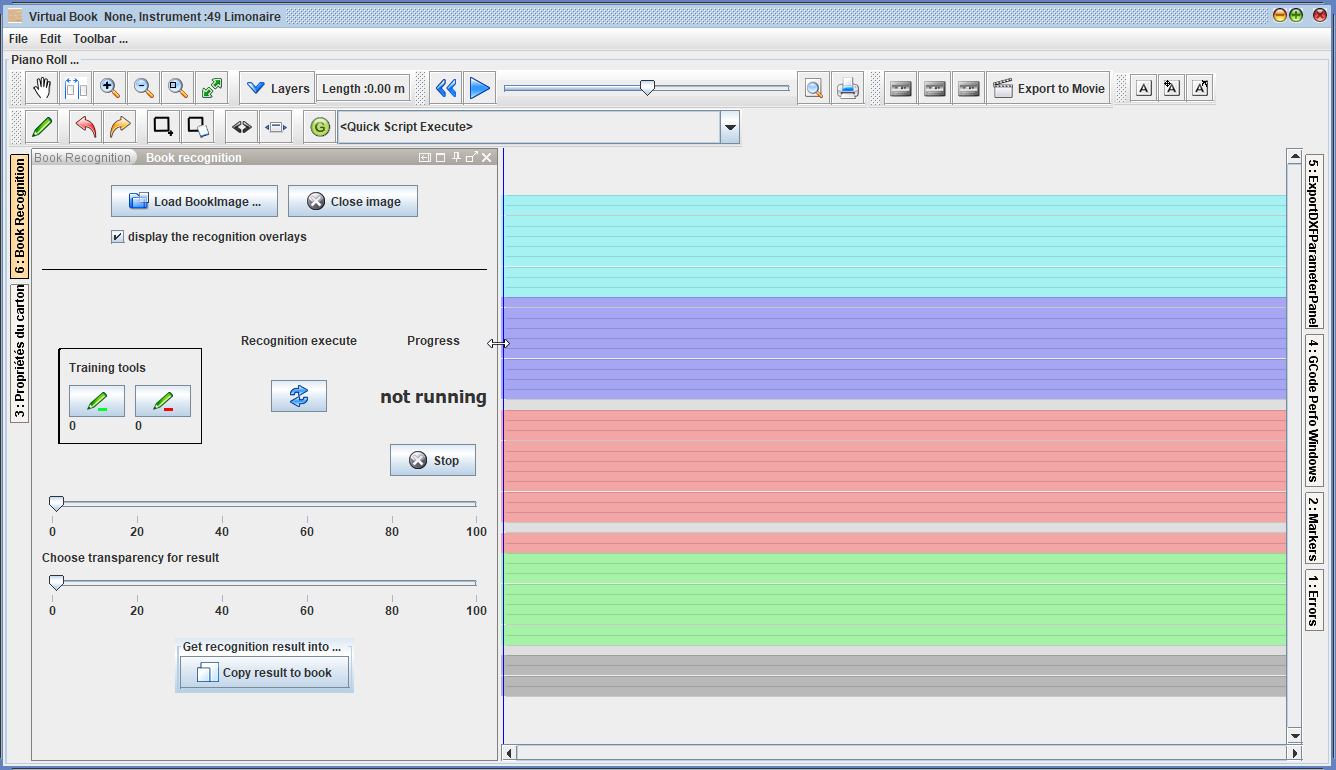 Virtual Book  None, Instrument :49 Limonaire
File Edit Toolbar ...
Piano Roll ...
Layers
Length :0.00 m
Export to Movie
A
A
A
G
<Quick Script Execute>
6 : Book Recognition
3 : Propriétés du carton
Book Recognition
Book recognition
Load BookImage ...
Close image
display the recognition overlays
Training tools
0
0
Recognition execute
Progress
not running
Stop
0 20 40 60 80 100
Choose transparency for result
0 20 40 60 80 100
Get recognition result into ...
Copy result to book
5 : ExportDXFParameterPanel
4 : GCode Perfo Windows
2 : Markers
1 : Errors